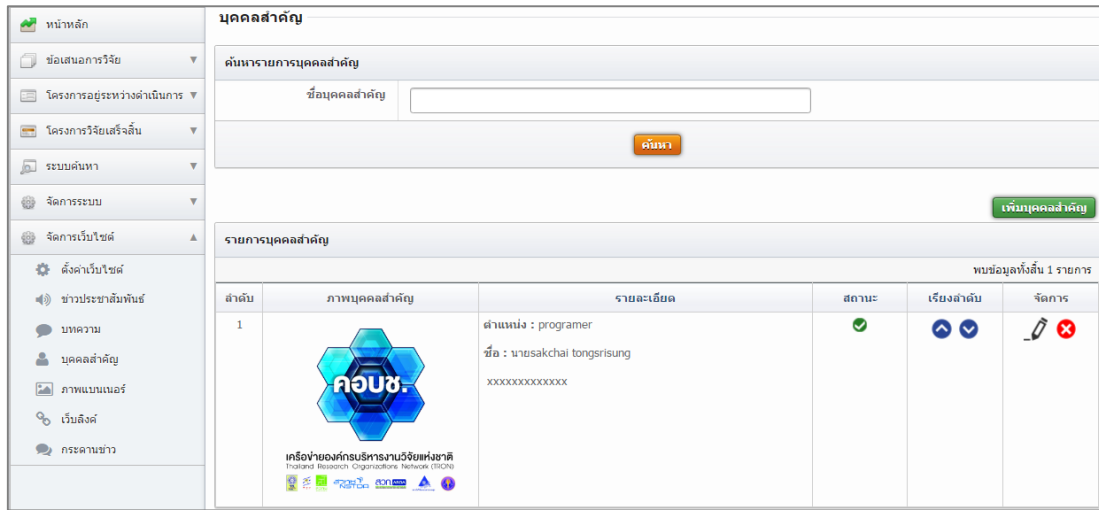 หน้าหลัก
ข้อเสนอการวิจัย
โครงการอยู่ระหว่างดำเนินการ
โครงการวิจัยเสร็จสิ้น
ระบบค้นหา
จัดการระบบ
จัดการเว็บไซต์
ตั้งค่าเว็บไซต์
ข่าวประชาสัมพันธ์
บทความ
บุคคลสำคัญ
ภาพแบนเนอร์
เว็บลิงค์
กระดานข่าว
บุคคลสำคัญ
ค้นหารายการบุคคลสำคัญ
ชื่อบุคคลสำคัญ
ค้นหา
เพิ่มบุคคลสำคัญ
รายการบุคคลสำคัญ
พบข้อมูลทั้งสิ้น 1 รายการ
ลำดับ ภาพบุคคลสำคัญ รายละเอียด สถานะ เรียงลำดับ จัดการ
1
คอบช.
เครือข่ายองค์กรบริหารงานวิจัยแห่งชาติ
Thailand Research Organizations Network (TRON)
ตำแหน่ง : programer
ชื่อ : นายsakchai tongsrisung
xxxxxxxxxxxxx